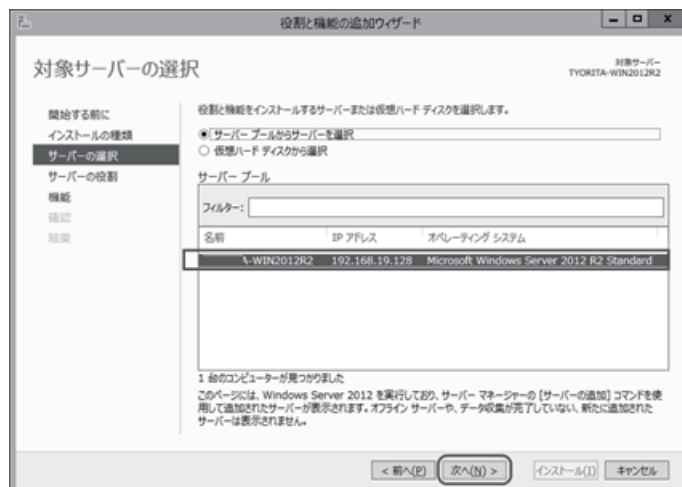 役割と機能の追加ウィザード
対象サーバーの選択
対象サーバー
TYORITA-WIN2012R2
開始する前に
インストールの種類
サーバーの選択
サーバーの役割
機能
確認
結果
役割と機能をインストールするサーバーまたは仮想ハード ディスクを選択します。
サーバー プールからサーバーを選択
仮想ハード ディスクから選択
サーバー プール
フィルター:
名前 IP アドレス オペレーティング システム
-WIN2012R2 192.168.19.128 Microsoft Windows Server 2012 R2 Standard
1 台のコンピューターが見つかりました
このページには、Windows Server 2012 を実行しており、サーバー マネージャーの [サーバーの追加] コマンドを使
用して追加されたサーバーが表示されます。オフライン サーバーや、データ収集が完了していない、新たに追加された
サーバーは表示されません。
< 前へ(P) 次へ(N) > インストール(I) キャンセル